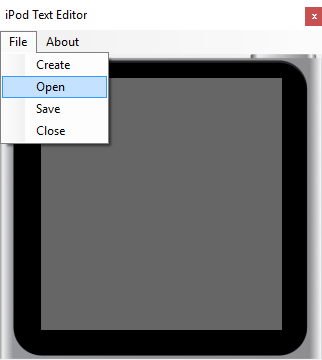 iPod Text Editor
File About
Create
Open
Save
Close